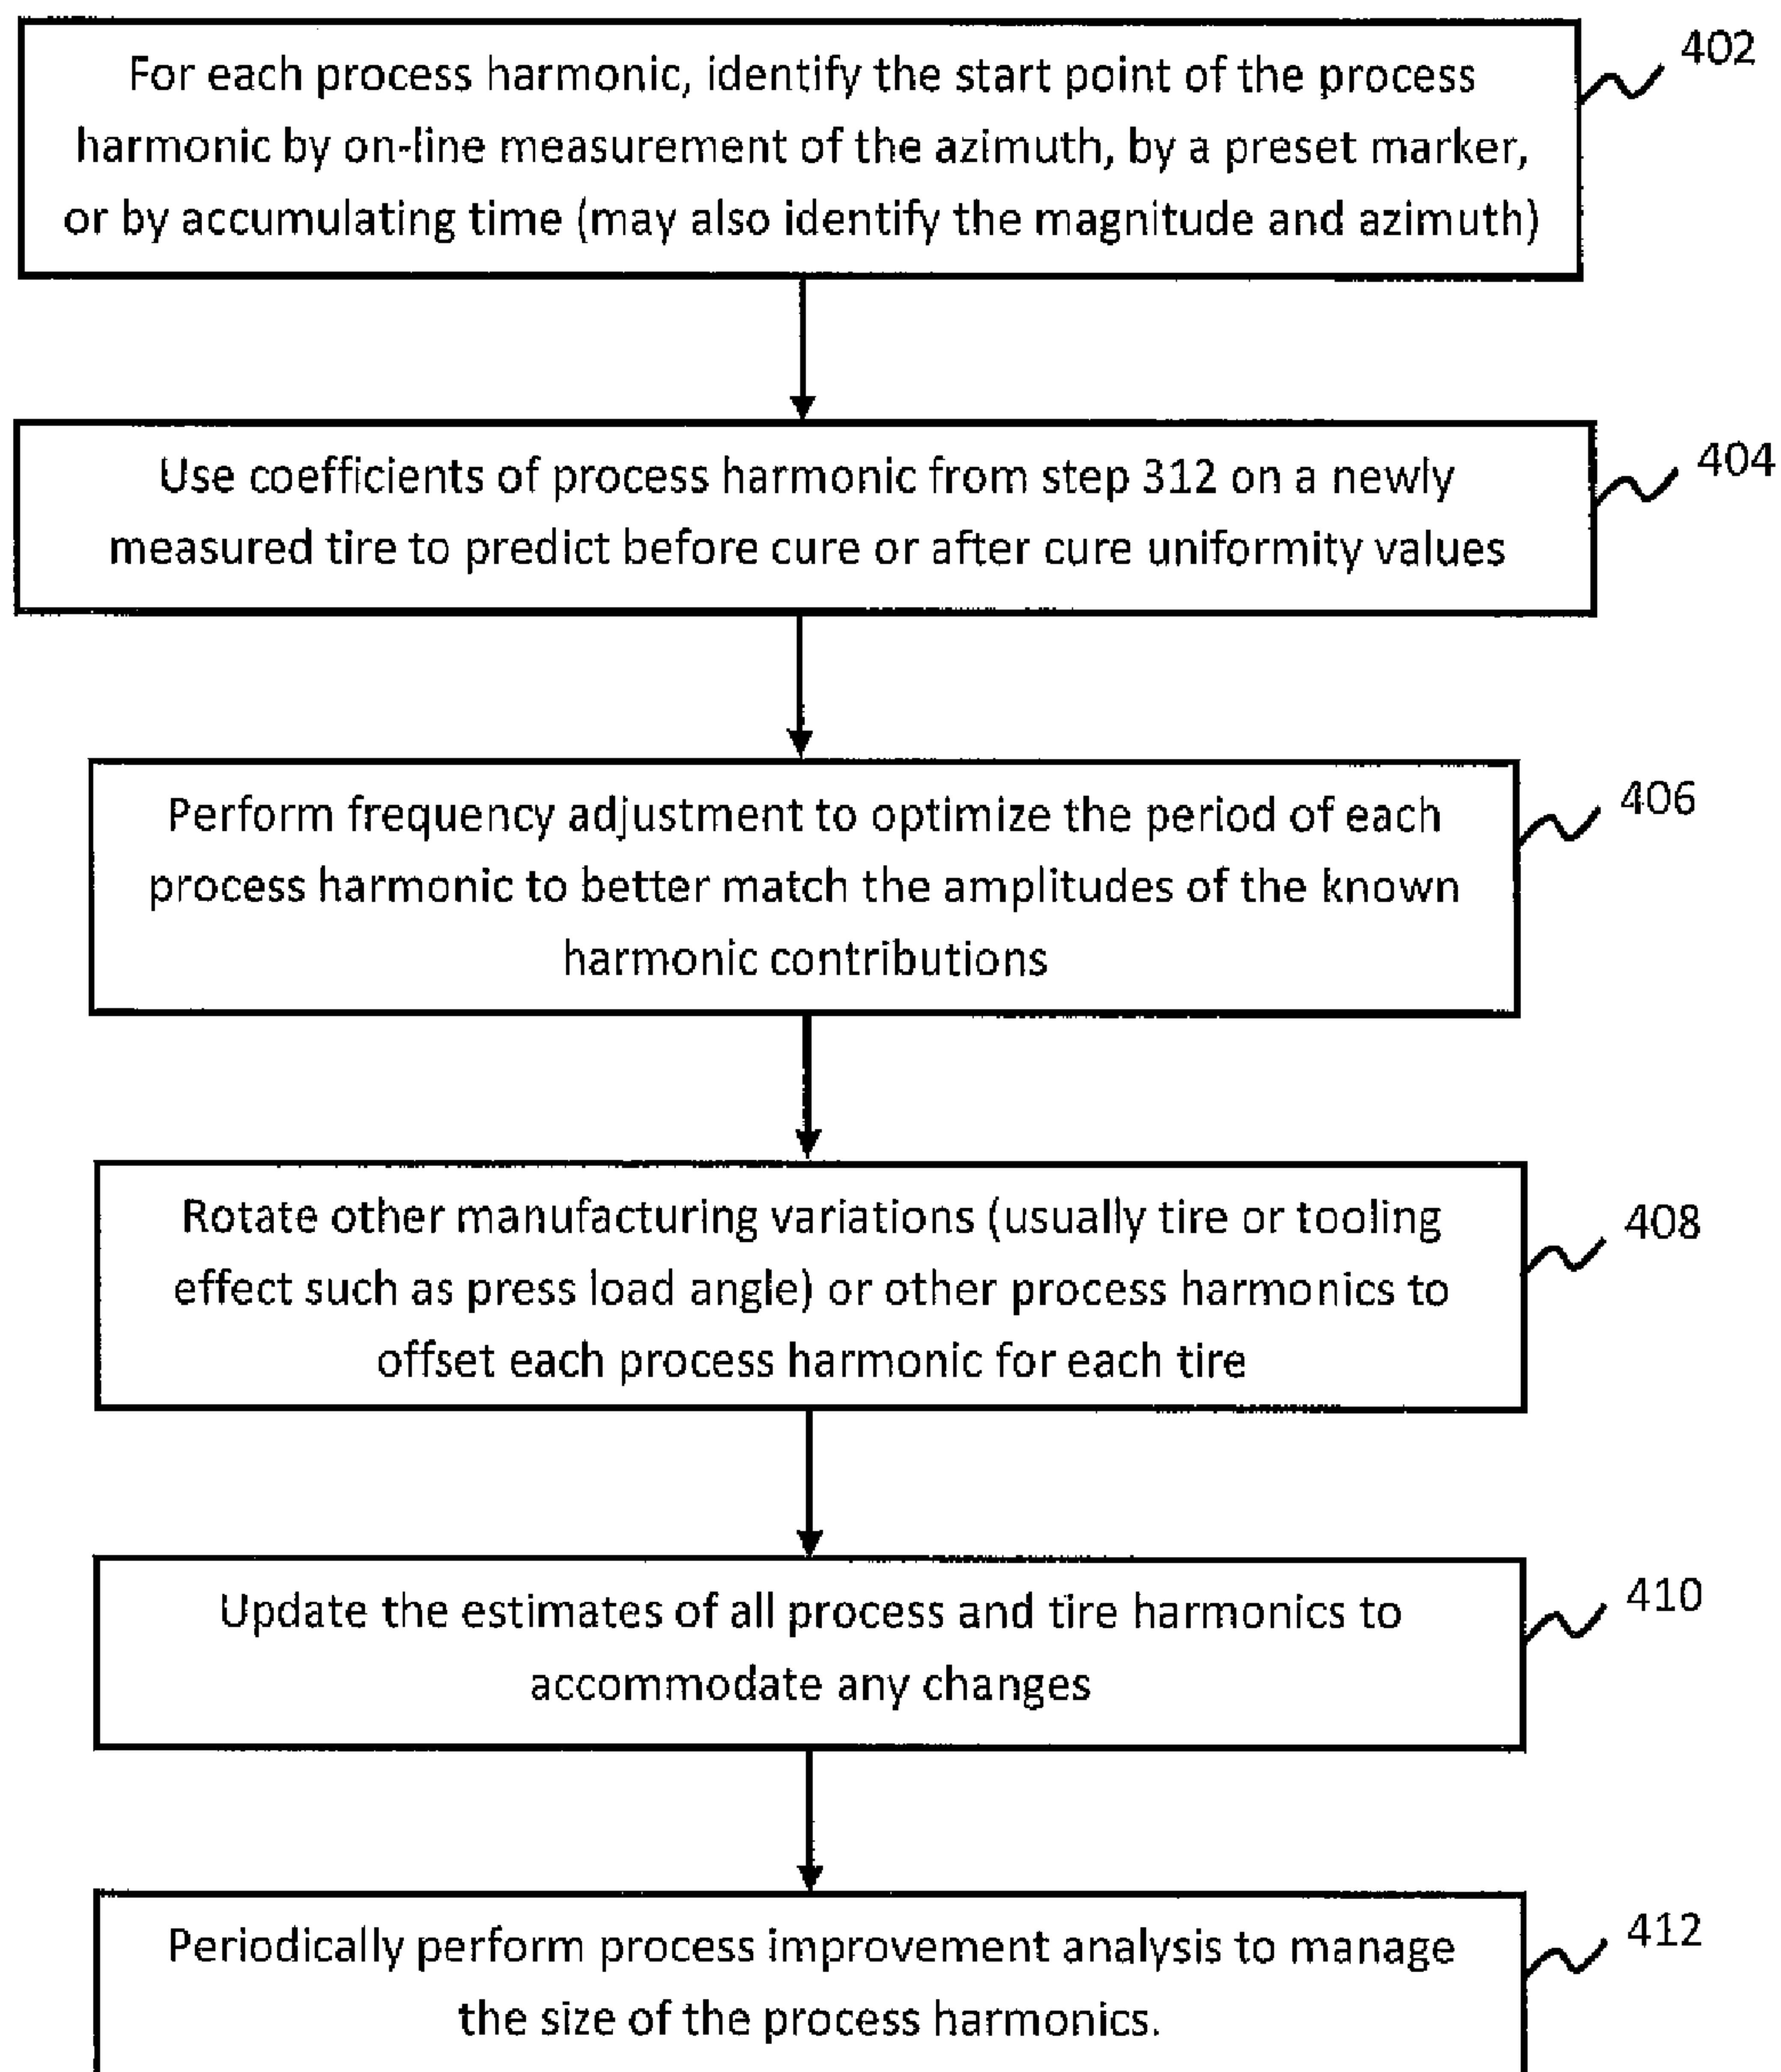 For each process harmonic, identify the start point of the process
harmonic by on-line measurement of the azimuth, by a preset marker,
or by accumulating time (may also identify the magnitude and azimuth)
402
Use coefficients of process harmonic from step 312 on a newly
measured tire to predict before cure or after cure uniformity values
404
Perform frequency adjustment to optimize the period of each
process harmonic to better match the amplitudes of the known
harmonic contributions
406
Rotate other manufacturing variations (usually tire or tooling
effect such as press load angle) or other process harmonics to
offset each process harmonic for each tire
408
Update the estimates of all process and tire harmonics to
accommodate any changes
410
Periodically perform process improvement analysis to manage
the size of the process harmonics.
412